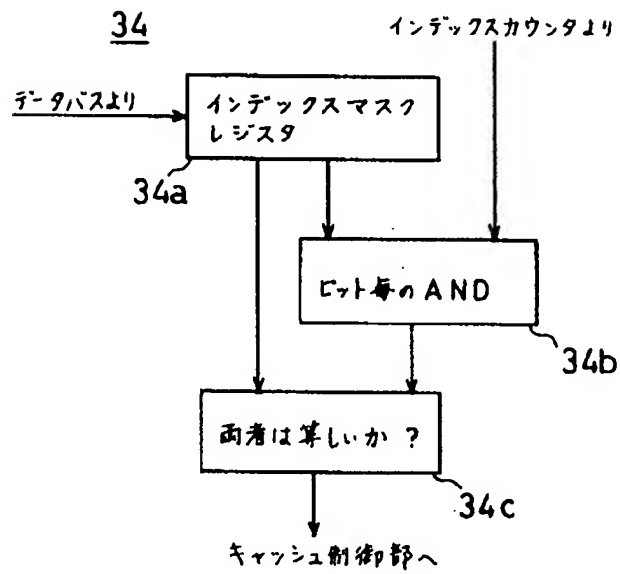 34
インデックスカウンタより
データバスより
インデックスマスク
レジスタ
34a
ビット毎のAND
34b
両者は等しいか?
34c
キャッシュ制御部へ